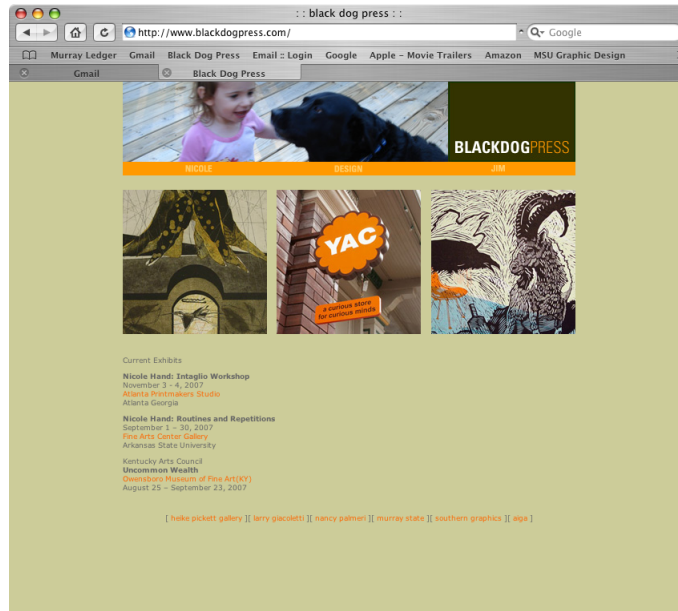 : : black dog press : :
http://www.blackdogpress.com/
Google
Murray Ledger Gmail Black Dog Press Email :: Login Google Apple – Movie Trailers Amazon MSU Graphic Design
Gmail Black Dog Press
BLACKDOGPRESS
NICOLE DESIGN JIM
YAC
a curious store
for curious minds
Current Exhibits
Nicole Hand: Intaglio Workshop
November 3 - 4, 2007
Atlanta Printmakers Studio
Atlanta Georgia
Nicole Hand: Routines and Repetitions
September 1 – 30, 2007
Fine Arts Center Gallery
Arkansas State University
Kentucky Arts Council
Uncommon Wealth
Owensboro Museum of Fine Art(KY)
August 25 – September 23, 2007
[ heike pickett gallery ][ larry giacoletti ][ nancy palmeri ][ murray state ][ southern graphics ][ aiga ]